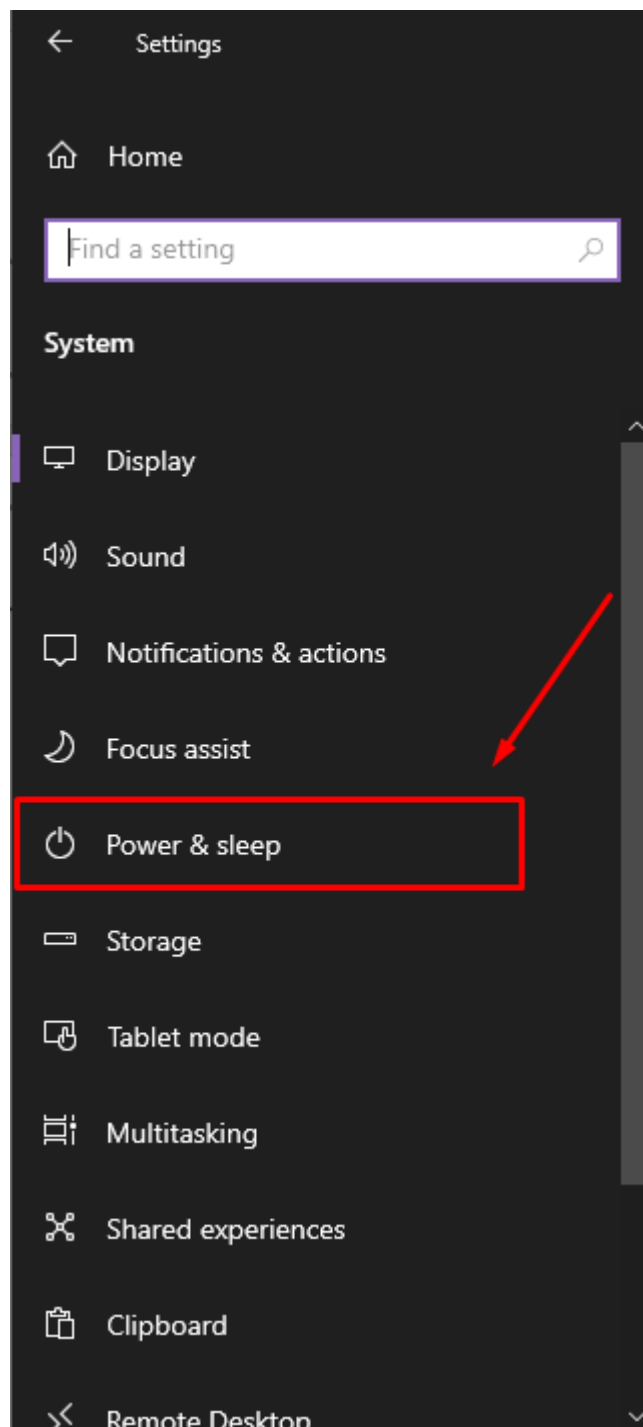 Settings
Home
Find a setting
System
Display
Sound
Notifications & actions
Focus assist
Power & sleep
Storage
Tablet mode
Multitasking
Shared experiences
Clipboard
Remote Desktop